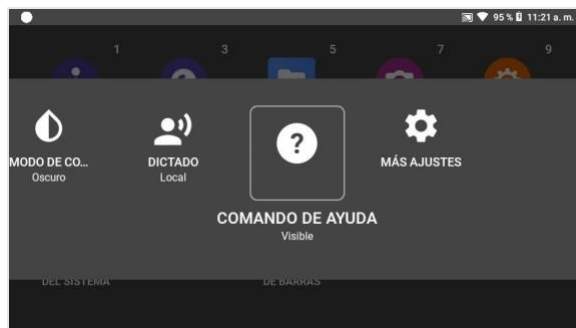 95 % 11:21 a. m.
1 3 5 7 9
MODO DE CO...
Oscuro
DICTADO
Local
COMANDO DE AYUDA
Visible
MÁS AJUSTES
DEL SISTEMA
DE BARRAS